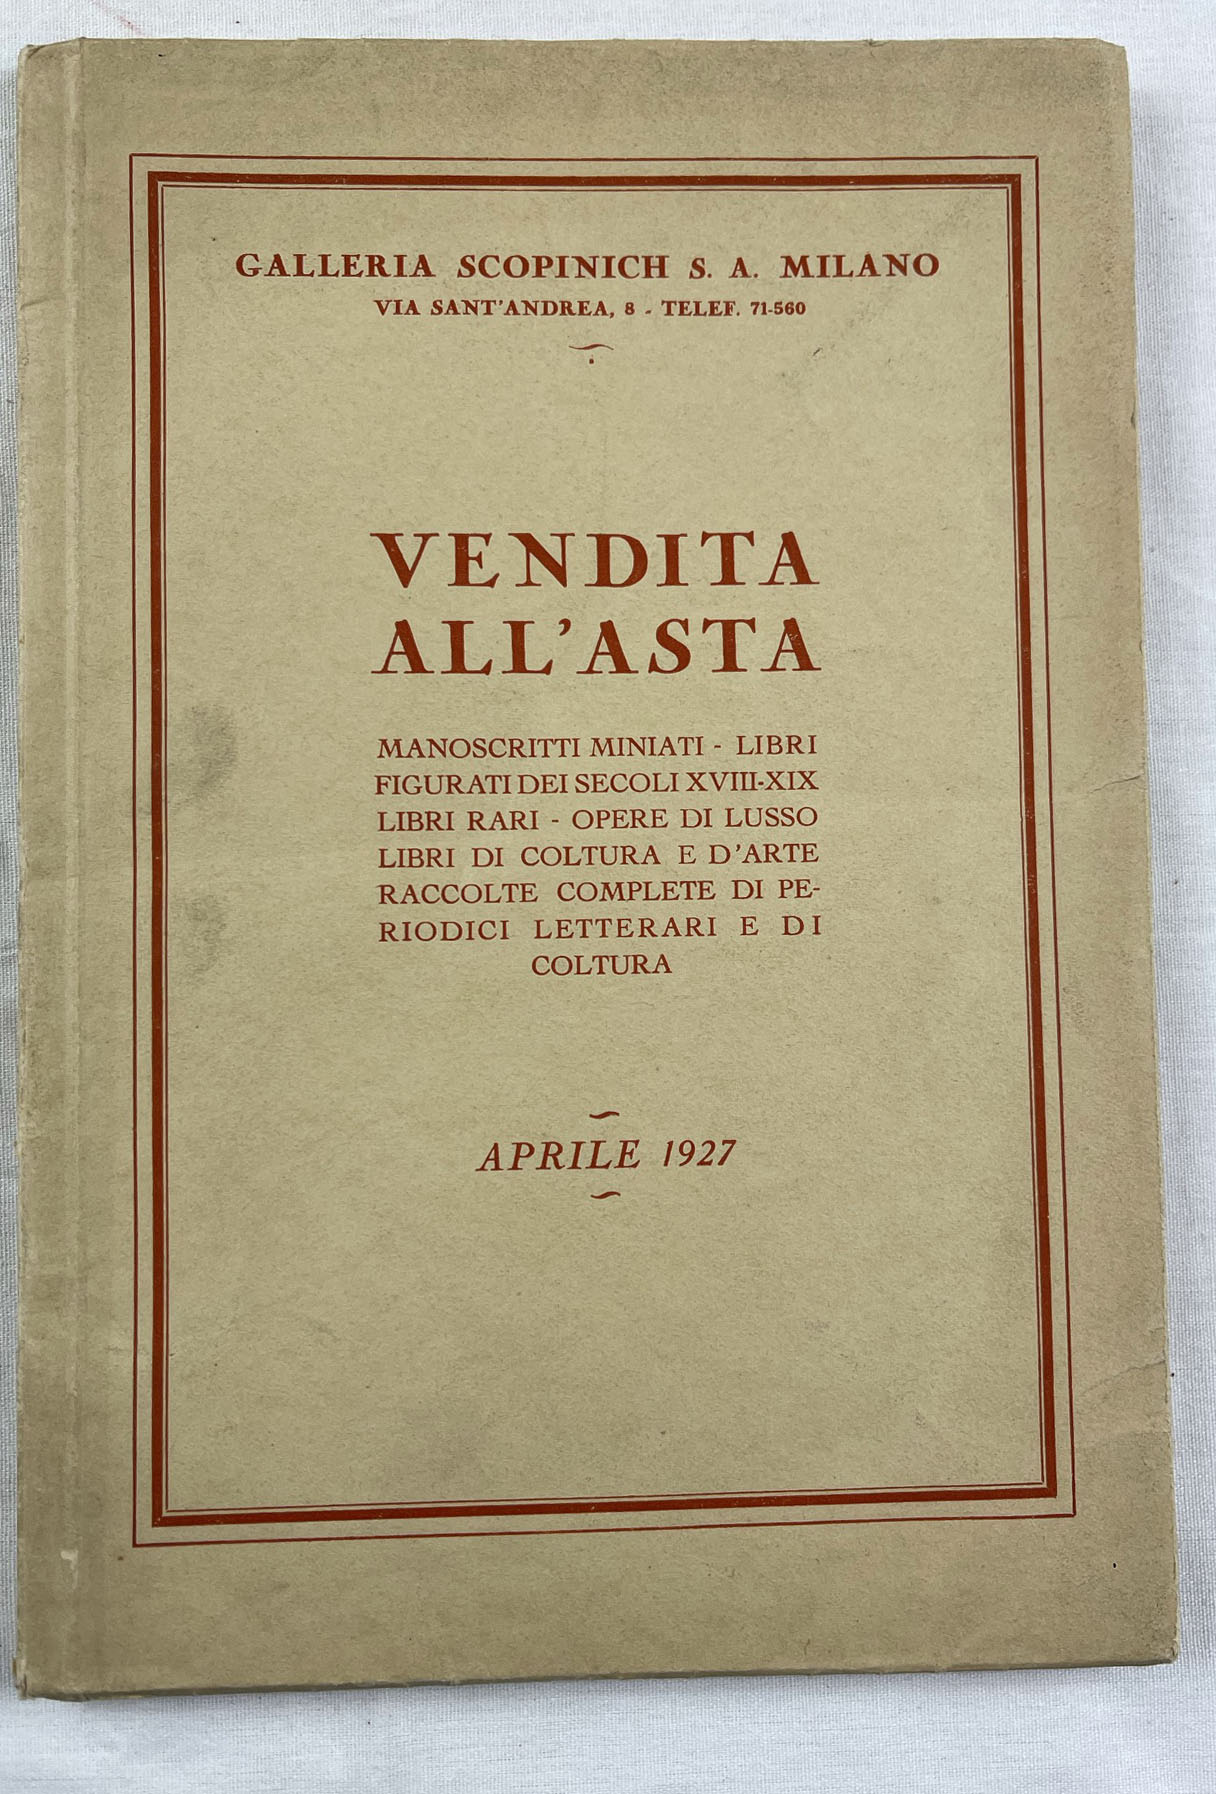 GALLERIA SCOPINICH S. A. MILANO
VIA SANT'ANDREA, 8 - TELEF. 71-560
VENDITA
ALL'ASTA
MANOSCRITTI MINIATI - LIBRI
FIGURATI DEI SECOLI XVIII-XIX
LIBRI RARI - OPERE DI LUSSO
LIBRI DI COLTURA E D'ARTE
RACCOLTE COMPLETE DI PE-
RIODICI LETTERARI E DI
COLTURA
APRILE 1927